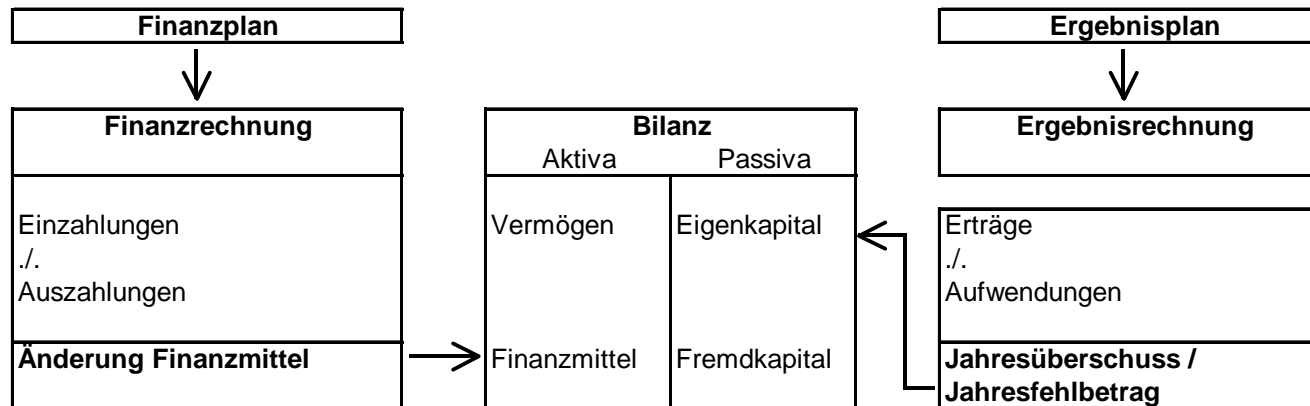 Finanzplan
Ergebnisplan
Finanzrechnung
Bilanz
Aktiva Passiva
Ergebnisrechnung
Einzahlungen
./.
Auszahlungen
Änderung Finanzmittel
Vermögen Eigenkapital
Finanzmittel Fremdkapital
Erträge
./.
Aufwendungen
Jahresüberschuss /
Jahresfehlbetrag